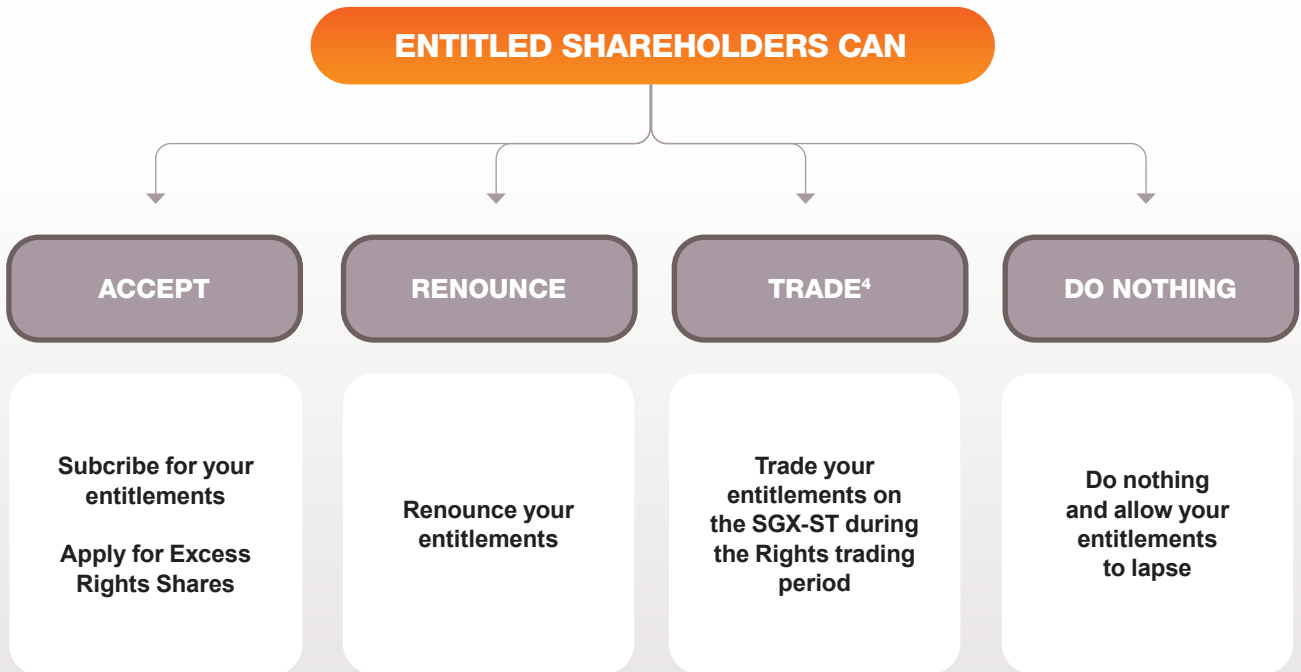 ENTITLED SHAREHOLDERS CAN
ACCEPT
RENOUNCE
TRADE⁴
DO NOTHING
Subcribe for your
entitlements
Apply for Excess
Rights Shares
Renounce your
entitlements
Trade your
entitlements on
the SGX-ST during
the Rights trading
period
Do nothing
and allow your
entitlements
to lapse